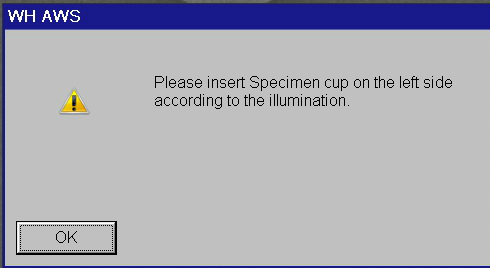 WH AWS
Please insert Specimen cup on the left side
according to the illumination.
OK